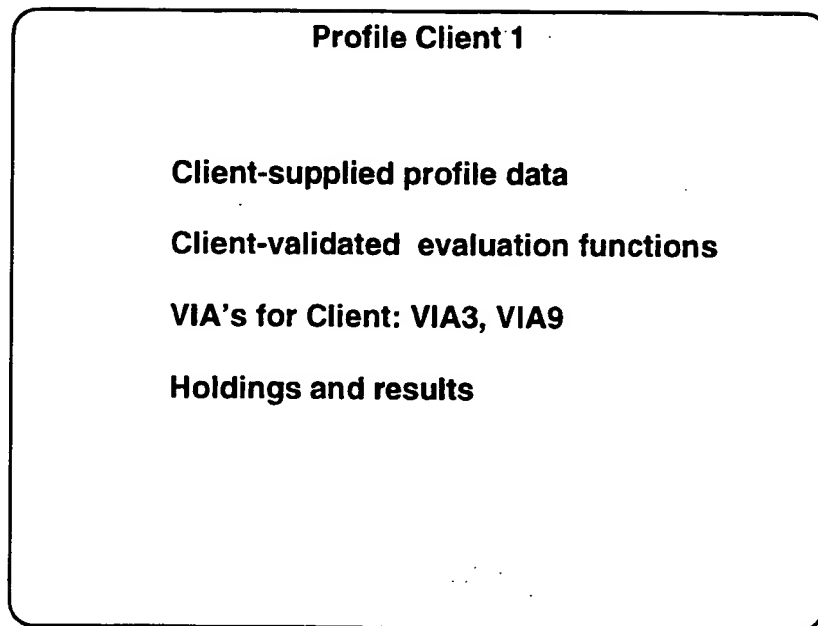 Profile Client 1
Client-supplied profile data
Client-validated evaluation functions
VIA's for Client: VIA3, VIA9
Holdings and results